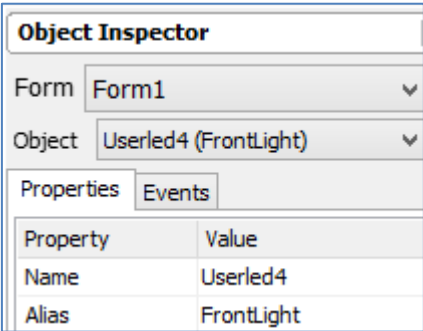 Object Inspector
Form Form1
Object Userled4 (FrontLight)
Properties Events
Property Value
Name Userled4
Alias FrontLight